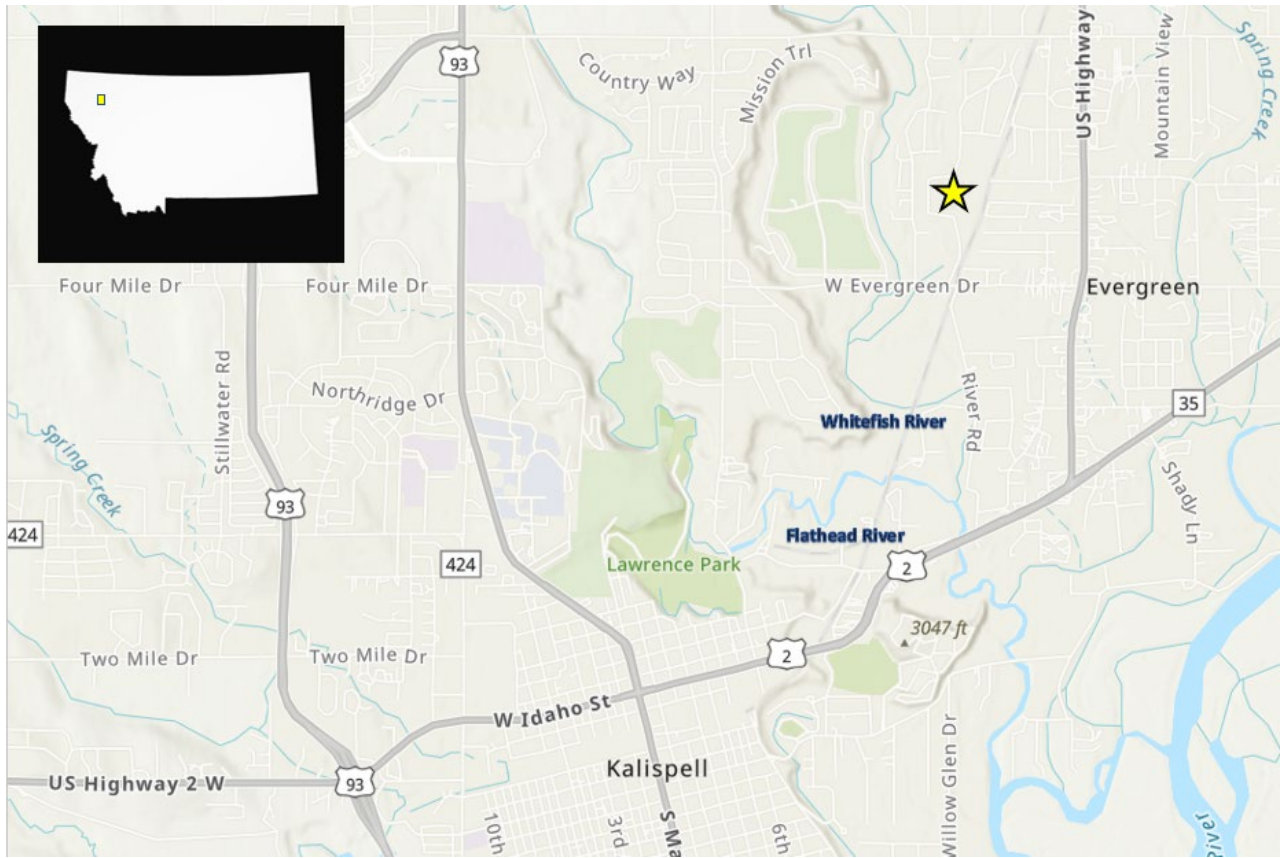 93
Country Way
Mission Trl
US Highway
Mountain View
Spring Creek
Four Mile Dr
Four Mile Dr
W Evergreen Dr
Evergreen
Stillwater Rd
Northridge Dr
River Rd
35
Whitefish River
Spring Creek
93
Shady Ln
424
Flathead River
424
Lawrence Park
2
3047 ft
Two Mile Dr
Two Mile Dr
2
W Idaho St
Willow Glen Dr
US Highway 2 W
93
Kalispell
10th
3rd
S Ma
6th
River